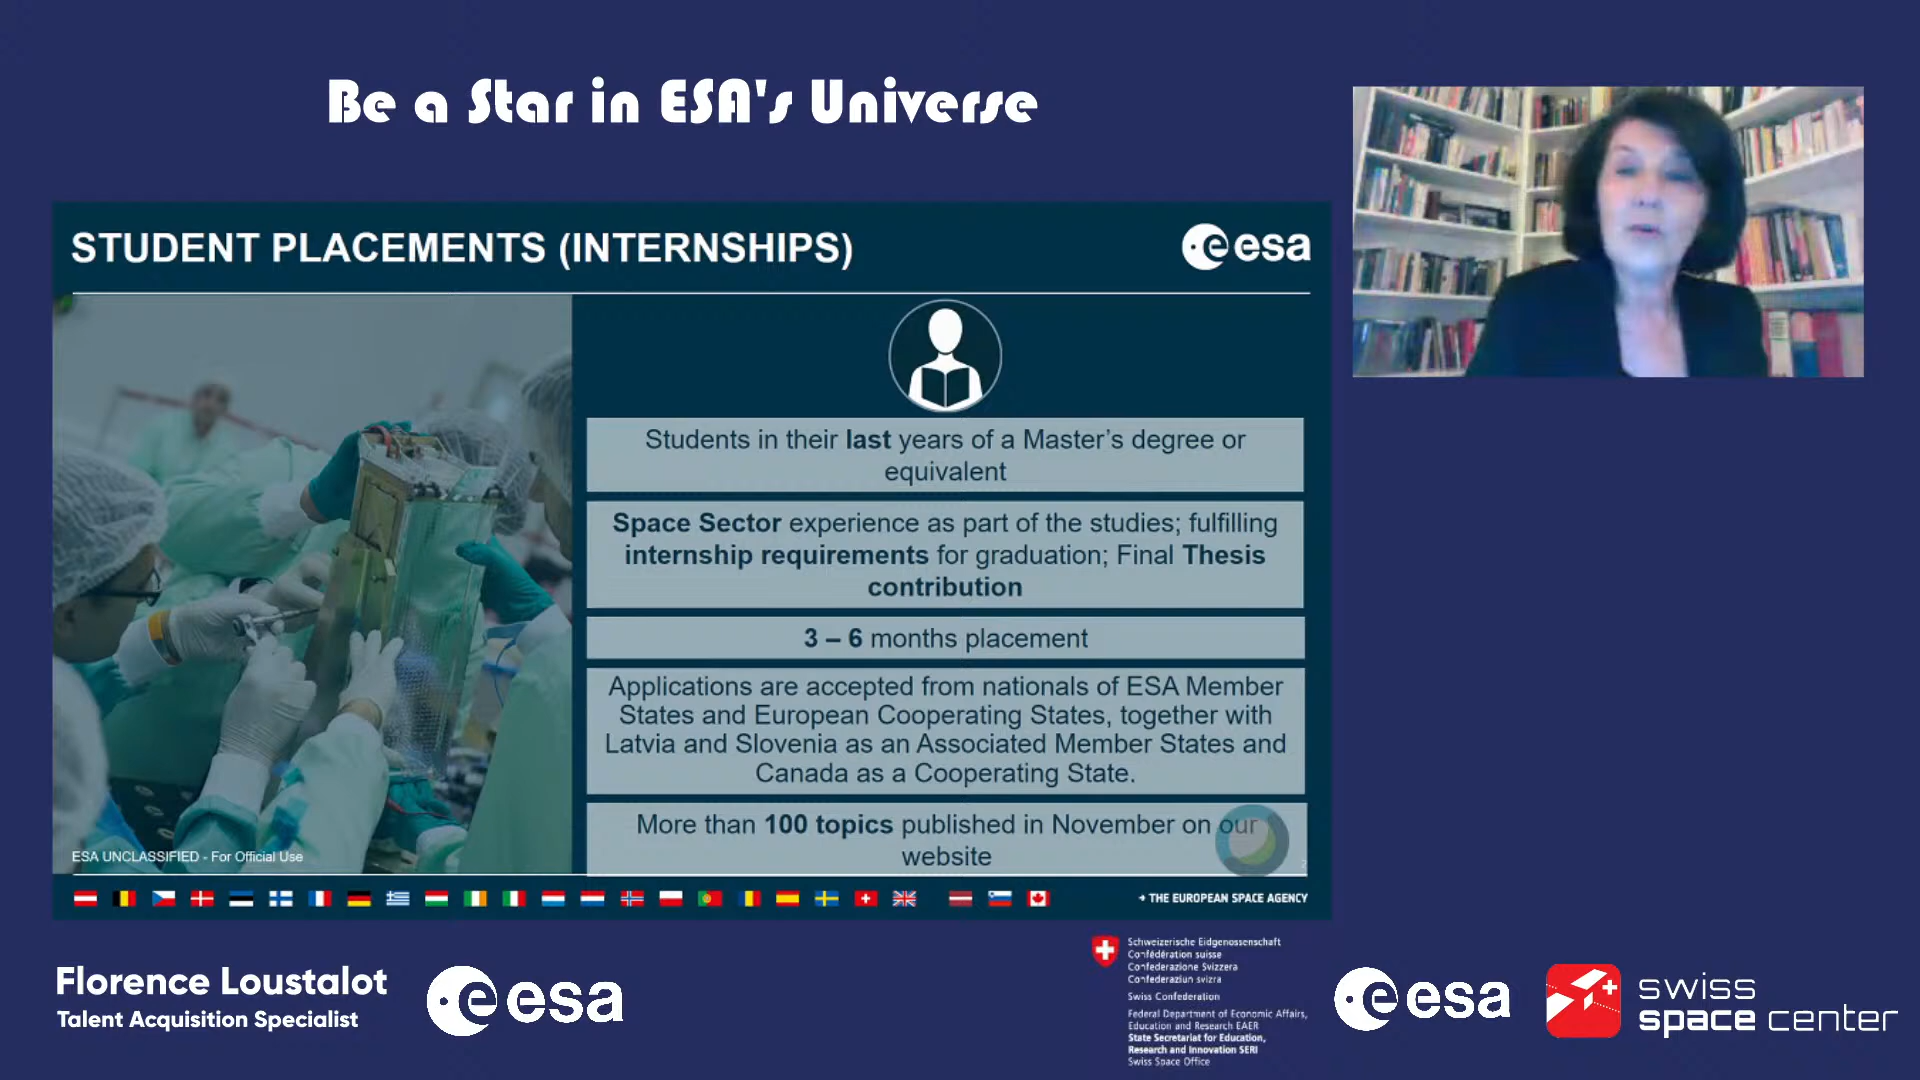 Be a Star in ESA's Universe
STUDENT PLACEMENTS (INTERNSHIPS)
esa
Students in their last years of a Master's degree or
equivalent
Space Sector experience as part of the studies; fulfilling
internship requirements for graduation; Final Thesis
contribution
3 – 6 months placement
Applications are accepted from nationals of ESA Member
States and European Cooperating States, together with
Latvia and Slovenia as an Associated Member States and
Canada as a Cooperating State.
More than 100 topics published in November on our
website
ESA UNCLASSIFIED - For Official Use
2
→ THE EUROPEAN SPACE AGENCY
Florence Loustalot
Talent Acquisition Specialist
esa
Schweizerische Eidgenossenschaft
Confédération suisse
Confederazione Svizzera
Confederaziun svizra
Swiss Confederation
Federal Department of Economic Affairs,
Education and Research EAER
State Secretariat for Education,
Research and Innovation SERI
Swiss Space Office
esa
swiss
space center